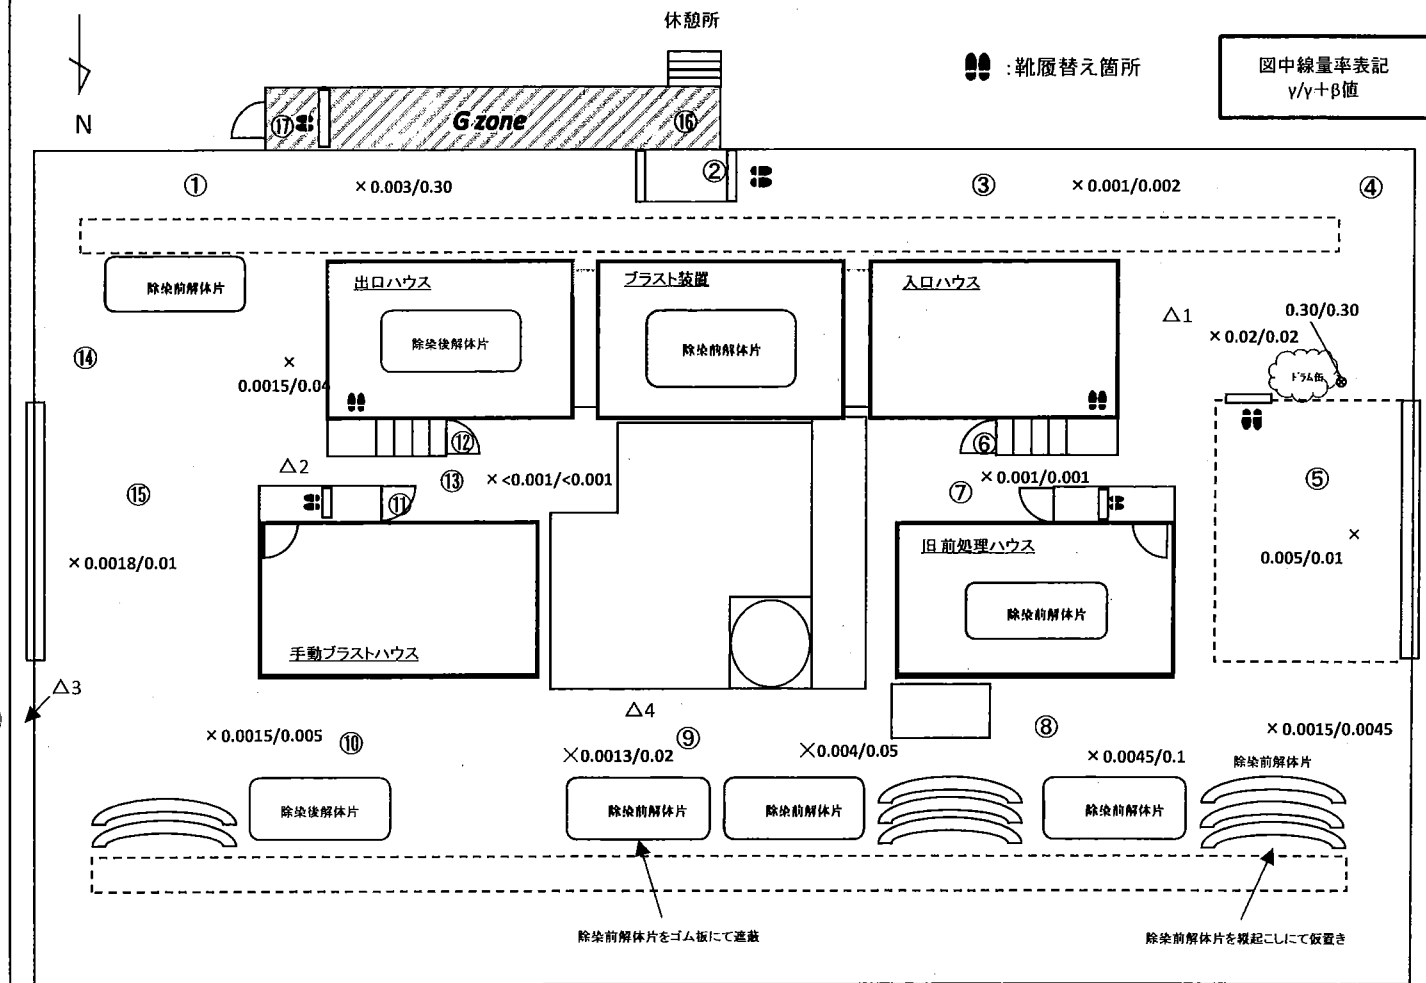 休憩所
:靴履替え箇所
図中線量率表記
γ/γ+β値
N
⑰
G zone
⑯
①
×0.003/0.30
②
③
×0.001/0.002
④
除染前解体片
出口ハウス
除染後解体片
ブラスト装置
除染前解体片
入口ハウス
△1
0.30/0.30
×0.02/0.02
ドラム缶
⑭
×
0.0015/0.04
⑫
⑥
△2
⑬
×<0.001/<0.001
×0.001/0.001
⑦
⑤
⑮
⑪
×0.0018/0.01
旧前処理ハウス
除染前解体片
×
0.005/0.01
手動ブラストハウス
△3
△4
×0.0015/0.005
⑩
⑨
×0.0013/0.02
×0.004/0.05
⑧
×0.0045/0.1
×0.0015/0.0045
除染前解体片
除染後解体片
除染前解体片
除染前解体片
除染前解体片
除染前解体片をゴム板にて遮蔽
除染前解体片を縦起こしにて仮置き